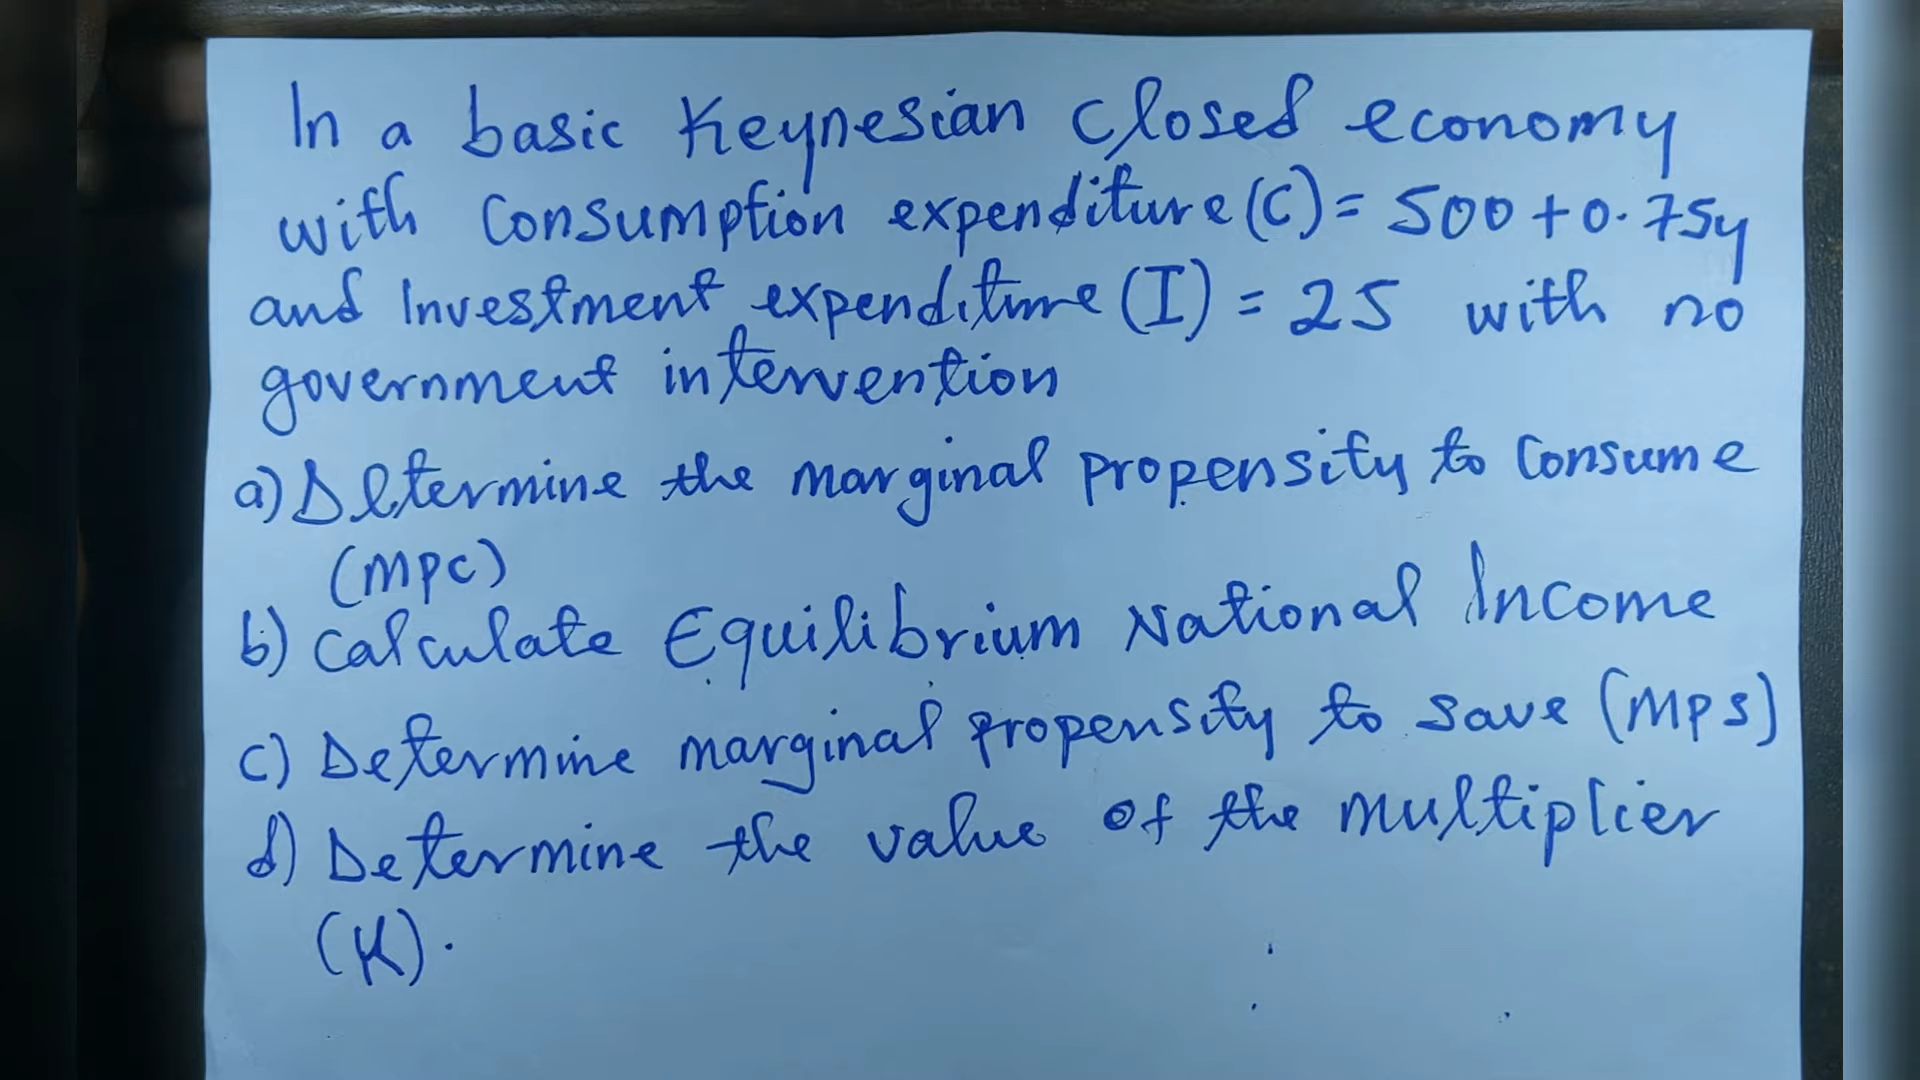 In a basic Keynesian closed economy
with Consumption expenditure (C) = 500 + 0.75y
and Investment expenditure (I) = 25 with no
government intervention
a) Determine the marginal propensity to Consume
(MPC)
b) Calculate Equilibrium National Income
c) Determine marginal propensity to save (MPS)
d) Determine the value of the multiplier
(K).